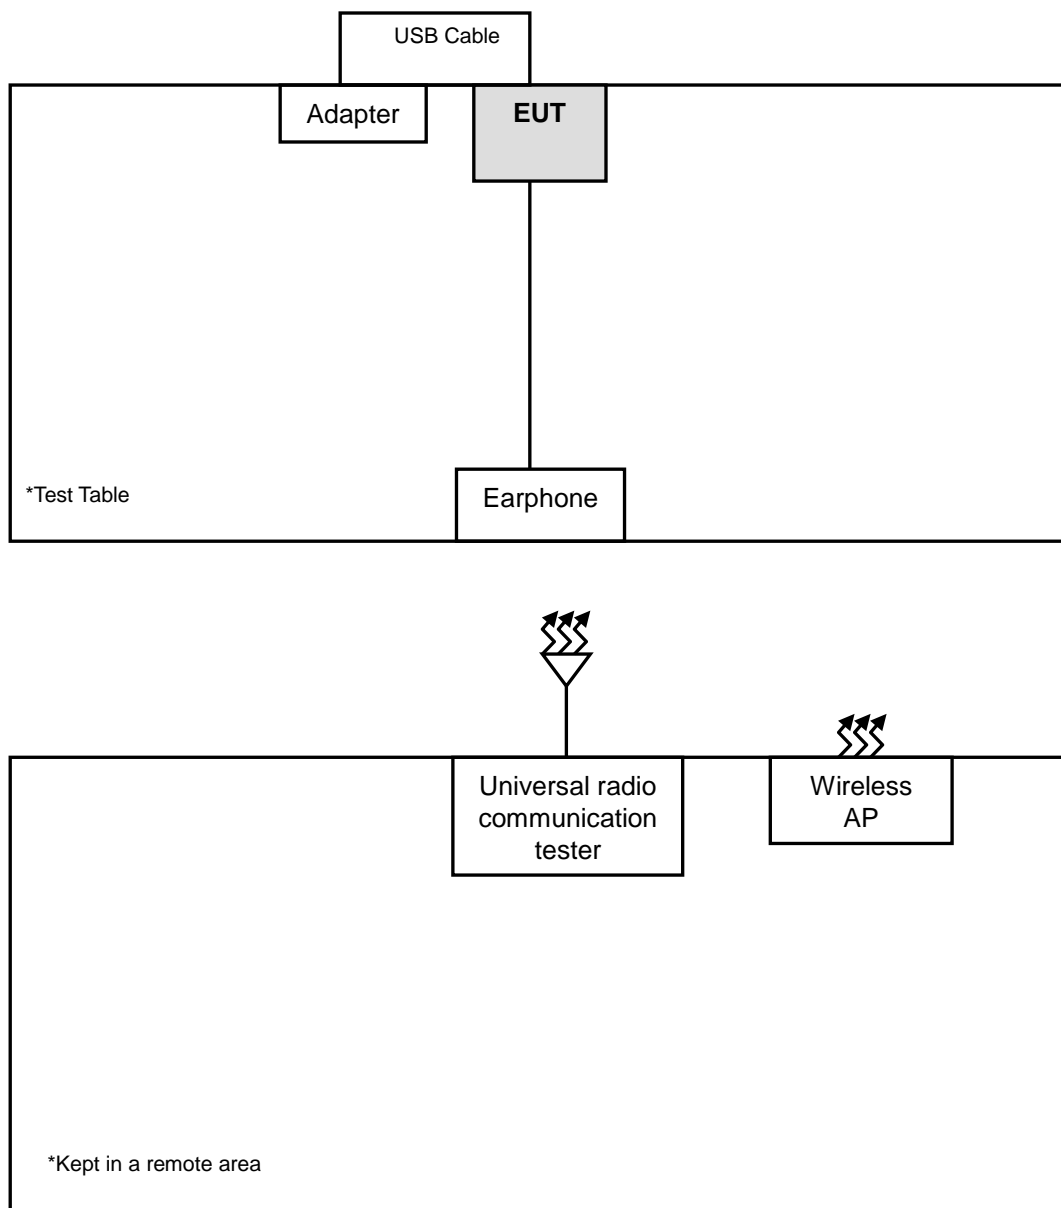 USB Cable
Adapter
EUT
*Test Table
Earphone
Universal radio
communication
tester
Wireless
AP
*Kept in a remote area